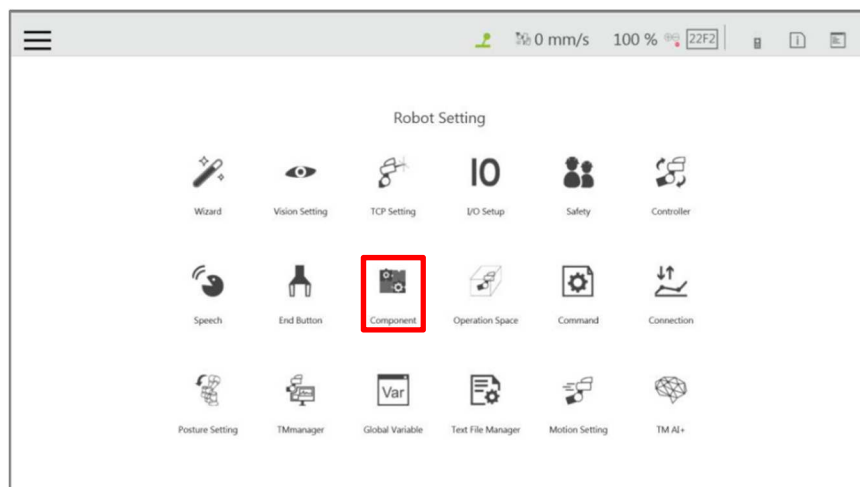 0 mm/s 100 % 22F2
Robot Setting
IO
Wizard Vision Setting TCP Setting I/O Setup Safety Controller
Speech End Button Component Operation Space Command Connection
Var
Posture Setting TMmanager Global Variable Text File Manager Motion Setting TM AI+